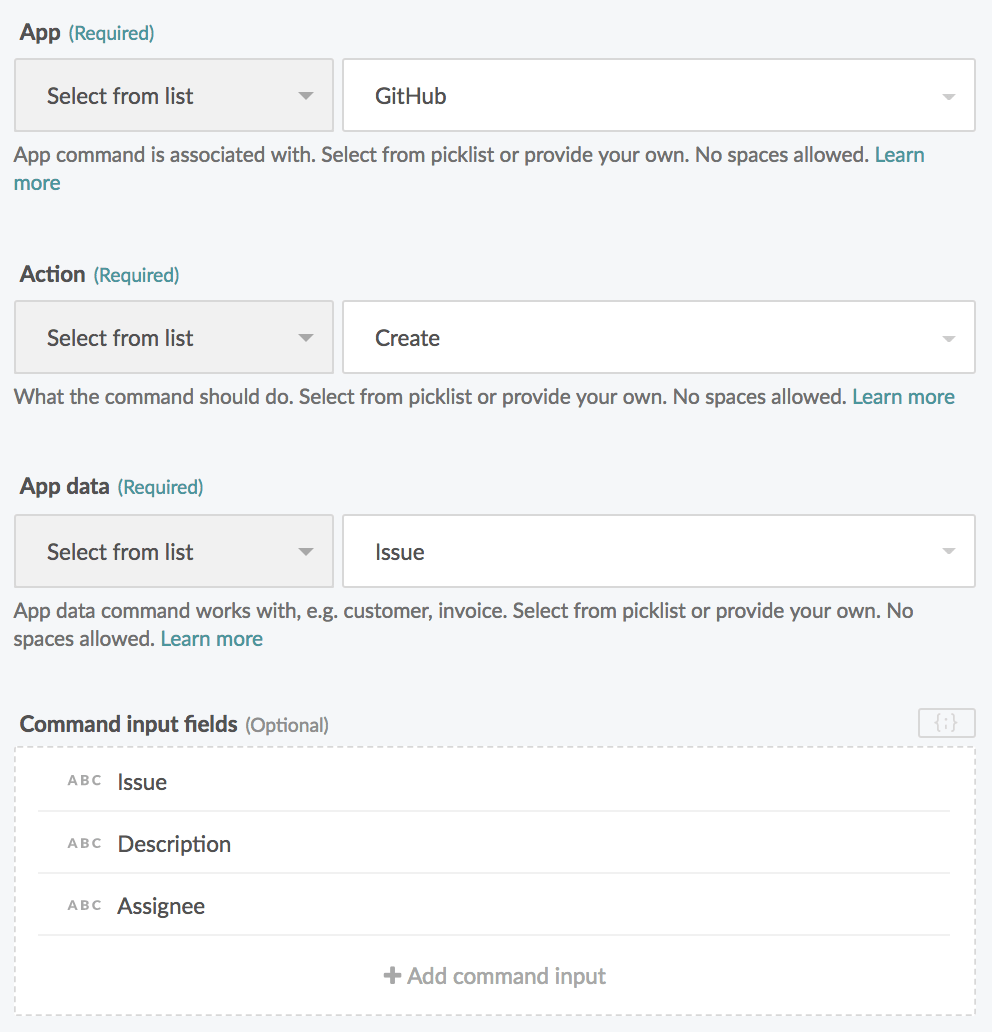 App (Required)
Select from list
GitHub
App command is associated with. Select from picklist or provide your own. No spaces allowed. Learn
more
Action (Required)
Select from list
Create
What the command should do. Select from picklist or provide your own. No spaces allowed. Learn more
App data (Required)
Select from list
Issue
App data command works with, e.g. customer, invoice. Select from picklist or provide your own. No
spaces allowed. Learn more
Command input fields (Optional)
{:}
ABC Issue
ABC Description
ABC Assignee
+ Add command input